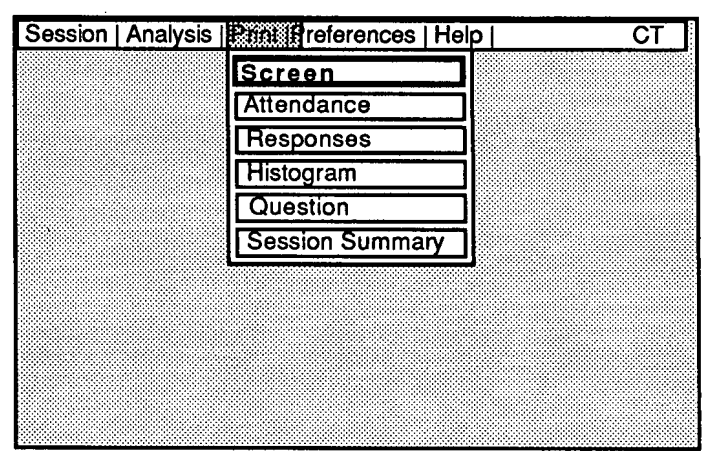 Session | Analysis | Print | Preferences | Help | CT
Screen
Attendance
Responses
Histogram
Question
Session Summary